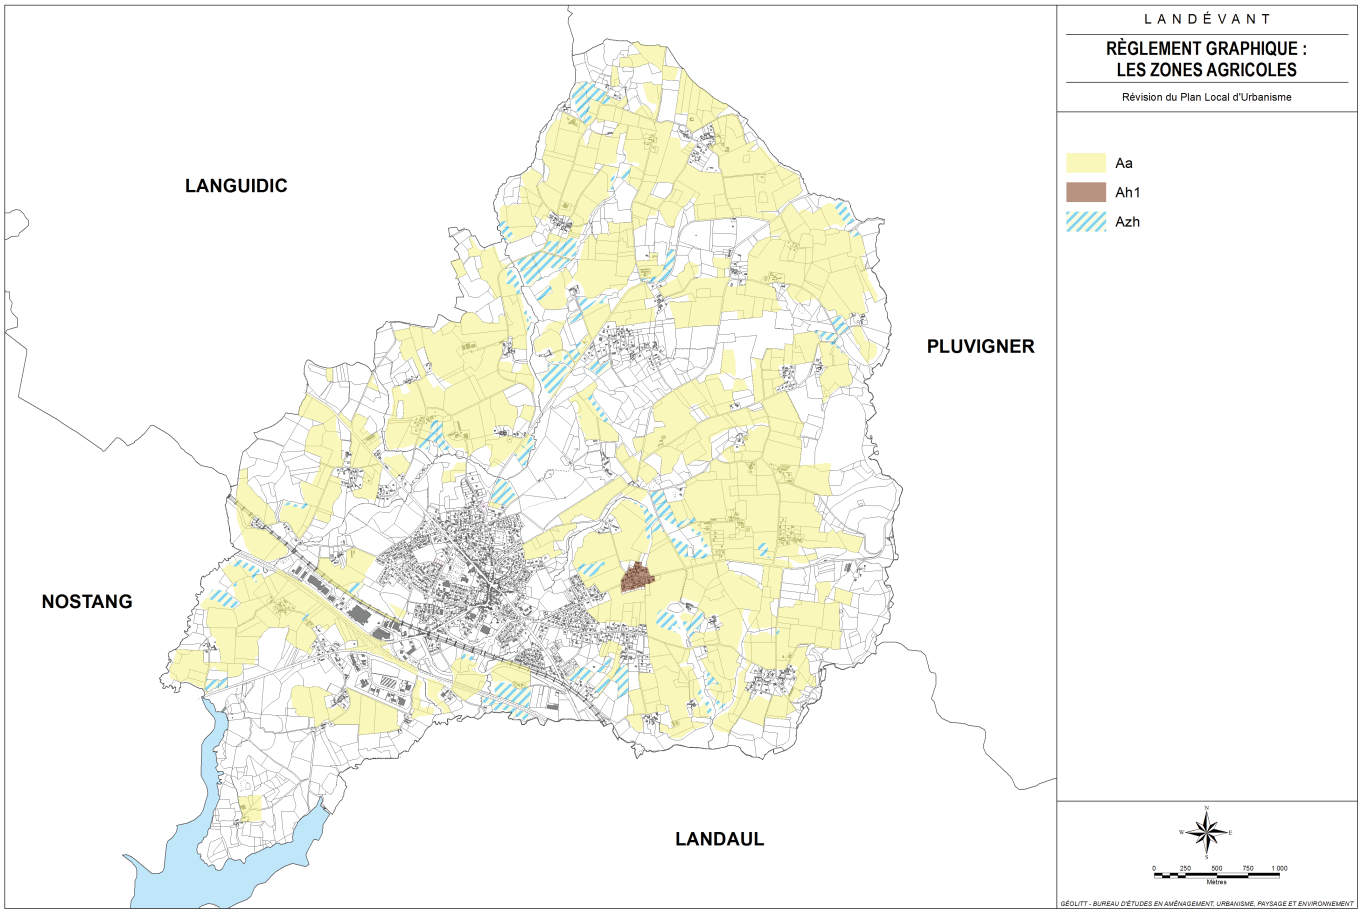 LANDÉVANT
RÈGLEMENT GRAPHIQUE :
LES ZONES AGRICOLES
Révision du Plan Local d'Urbanisme
Aa
Ah1
Azh
LANGUIDIC
PLUVIGNER
NOSTANG
LANDAUL
N
W
E
S
0 250 500 750 1 000
Mètres
GÉOLITT - BUREAU D'ÉTUDES EN AMÉNAGEMENT, URBANISME, PAYSAGE ET ENVIRONNEMENT